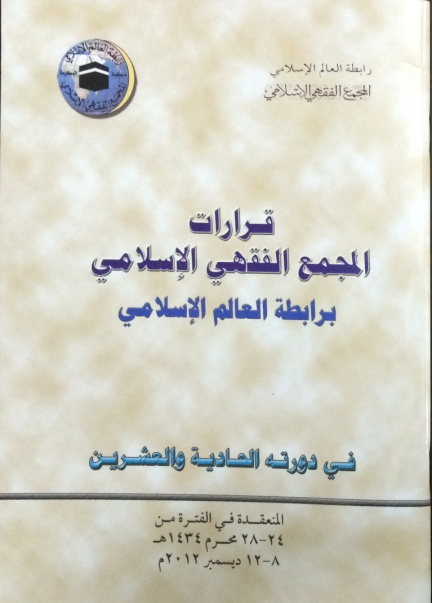 رابطة العالم الإسلامي
المجمع الفقهي الإسلامي
قرارات
المجمع الفقهي الإسلامي
برابطة العالم الإسلامي
في دورته الحادية والعشرين
المنعقدة في الفترة من
٢٤-٢٨ محرم ١٤٣٤هـ
٨-١٢ ديسمبر ٢٠١٢م